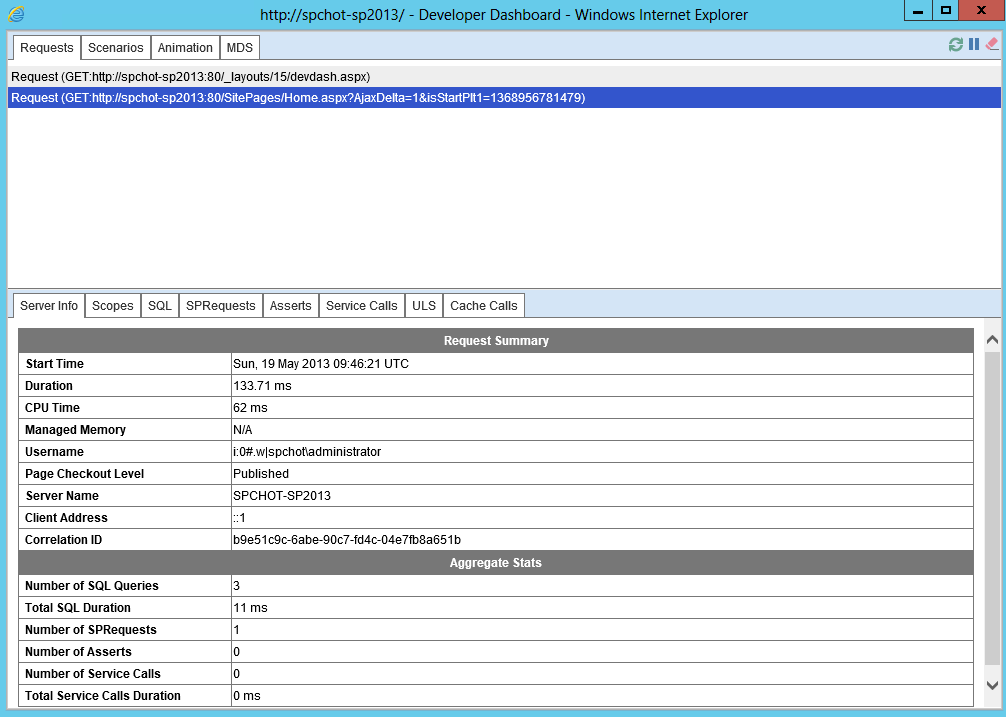 http://spchot-sp2013/ - Developer Dashboard - Windows Internet Explorer
Requests Scenarios Animation MDS
Request (GET:http://spchot-sp2013:80/_layouts/15/devdash.aspx)
Request (GET:http://spchot-sp2013:80/SitePages/Home.aspx?AjaxDelta=1&isStartPlt1=1368956781479)
Server Info Scopes SQL SPRequests Asserts Service Calls ULS Cache Calls
Request Summary
Start Time Sun, 19 May 2013 09:46:21 UTC
Duration 133.71 ms
CPU Time 62 ms
Managed Memory N/A
Username i:0#.w|spchot\administrator
Page Checkout Level Published
Server Name SPCHOT-SP2013
Client Address ::1
Correlation ID b9e51c9c-6abe-90c7-fd4c-04e7fb8a651b
Aggregate Stats
Number of SQL Queries 3
Total SQL Duration 11 ms
Number of SPRequests 1
Number of Asserts 0
Number of Service Calls 0
Total Service Calls Duration 0 ms